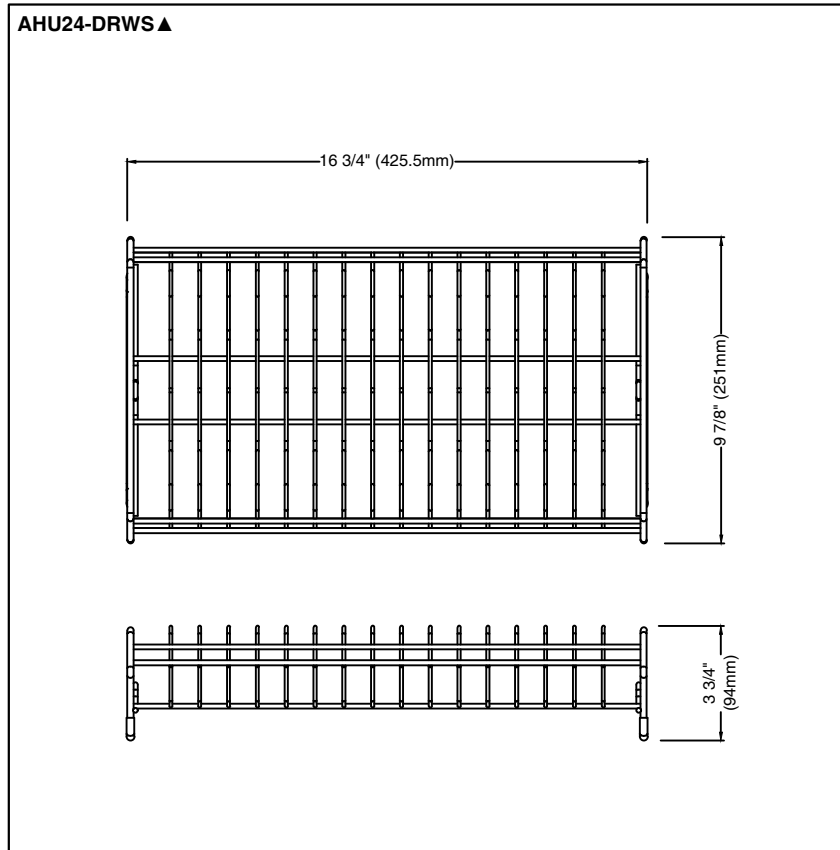 AHU24-DRWS▲
16 3/4" (425.5mm)
9 7/8" (251mm)
3 3/4"
(94mm)